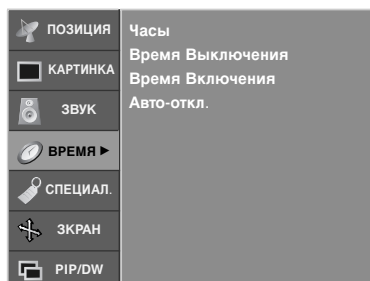 ПОЗИЦИЯ
КАРТИНКА
ЗВУК
ВРЕМЯ ►
СПЕЦИАЛ.
ЗКРАН
PIP/DW
Часы
Время Выключения
Время Включения
Авто-откл.